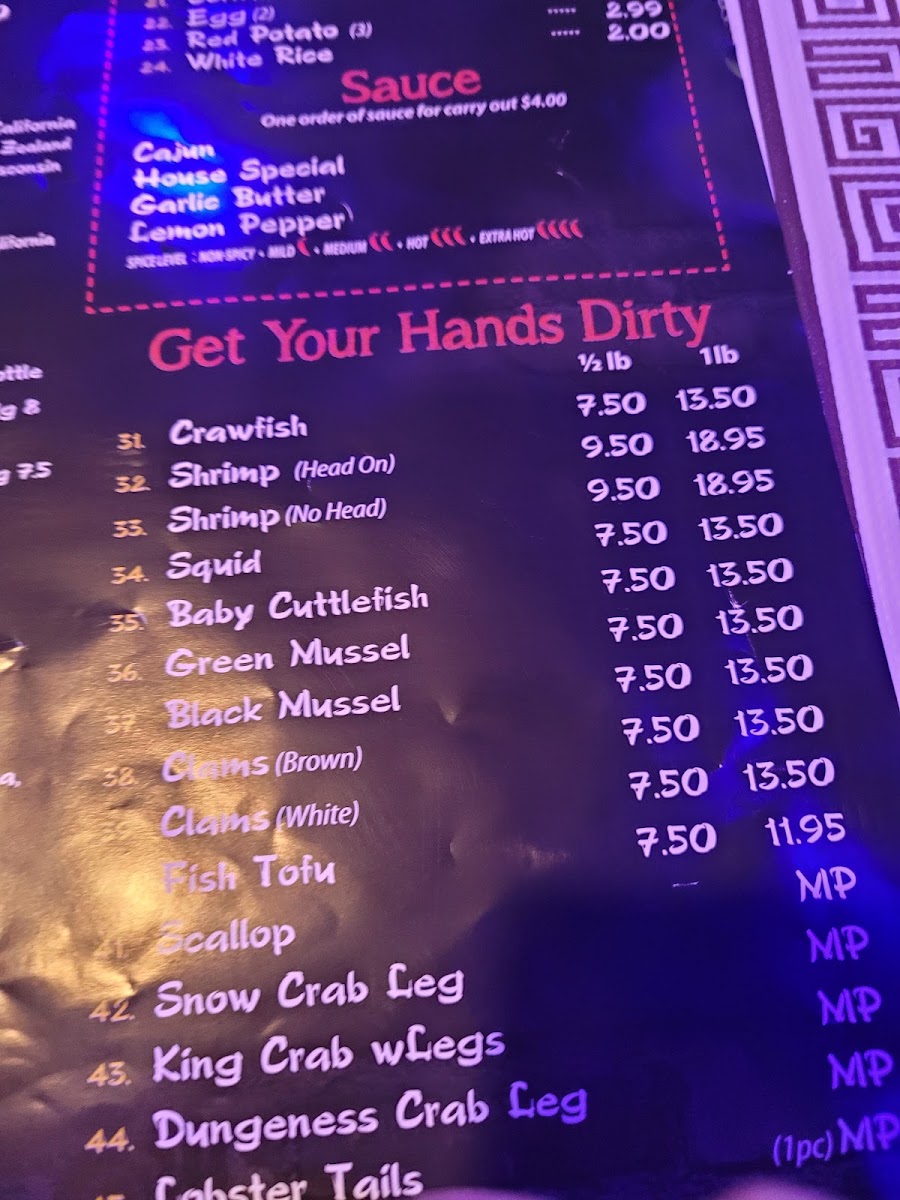 22. Egg (2)
23. Red Potato (3) ..... 2.99
24. White Rice ..... 2.00
Sauce
One order of sauce for carry out $4.00
Cajun
House Special
Garlic Butter
Lemon Pepper
SPICE LEVEL : NON-SPICY • MILD • MEDIUM • HOT • EXTRA HOT
Get Your Hands Dirty
½ lb 1 lb
31. Crawfish 7.50 13.50
32. Shrimp (Head On) 9.50 18.95
33. Shrimp (No Head) 9.50 18.95
34. Squid 7.50 13.50
35. Baby Cuttlefish 7.50 13.50
36. Green Mussel 7.50 13.50
37. Black Mussel 7.50 13.50
38. Clams (Brown) 7.50 13.50
39. Clams (White) 7.50 13.50
Fish Tofu 7.50 11.95
41. Scallop — MP
42. Snow Crab Leg MP
43. King Crab wLegs MP
44. Dungeness Crab Leg MP
Lobster Tails (1pc) MP